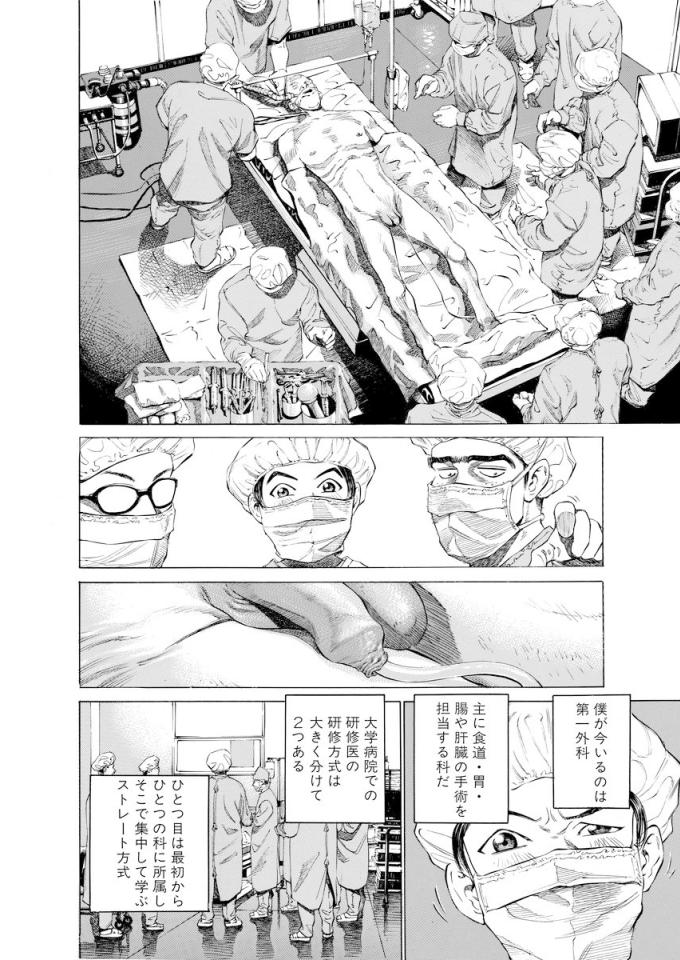 僕が今いるのは
第一外科
主に食道・胃・
腸や肝臓の手術を
担当する科だ
大学病院での
研修医の
研修方式は
大きく分けて
２つある
ひとつ目は最初から
ひとつの科に所属し
そこで集中して学ぶ
ストレート方式